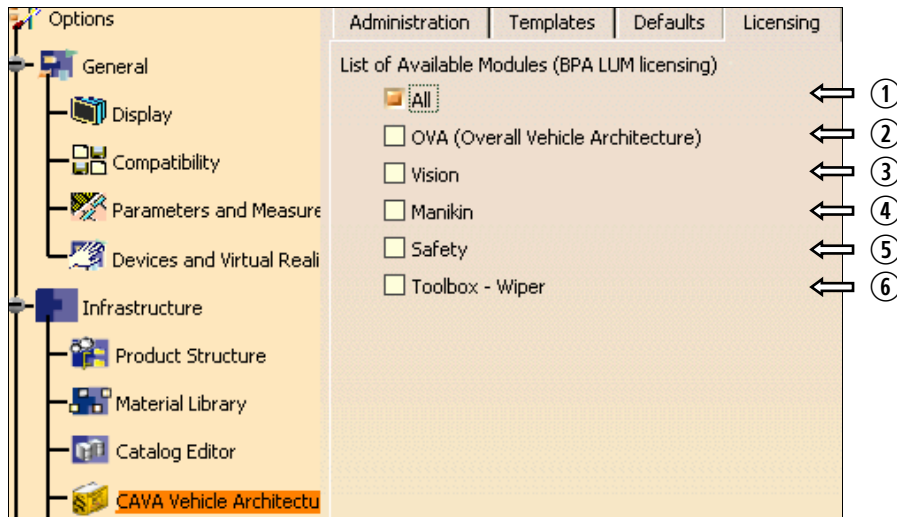 Options
General
Display
Compatibility
Parameters and Measure
Devices and Virtual Reali
Infrastructure
Product Structure
Material Library
Catalog Editor
CAVA Vehicle Architectu
Administration Templates Defaults Licensing
List of Available Modules (BPA LUM licensing)
All ①
OVA (Overall Vehicle Architecture) ②
Vision ③
Manikin ④
Safety ⑤
Toolbox - Wiper ⑥